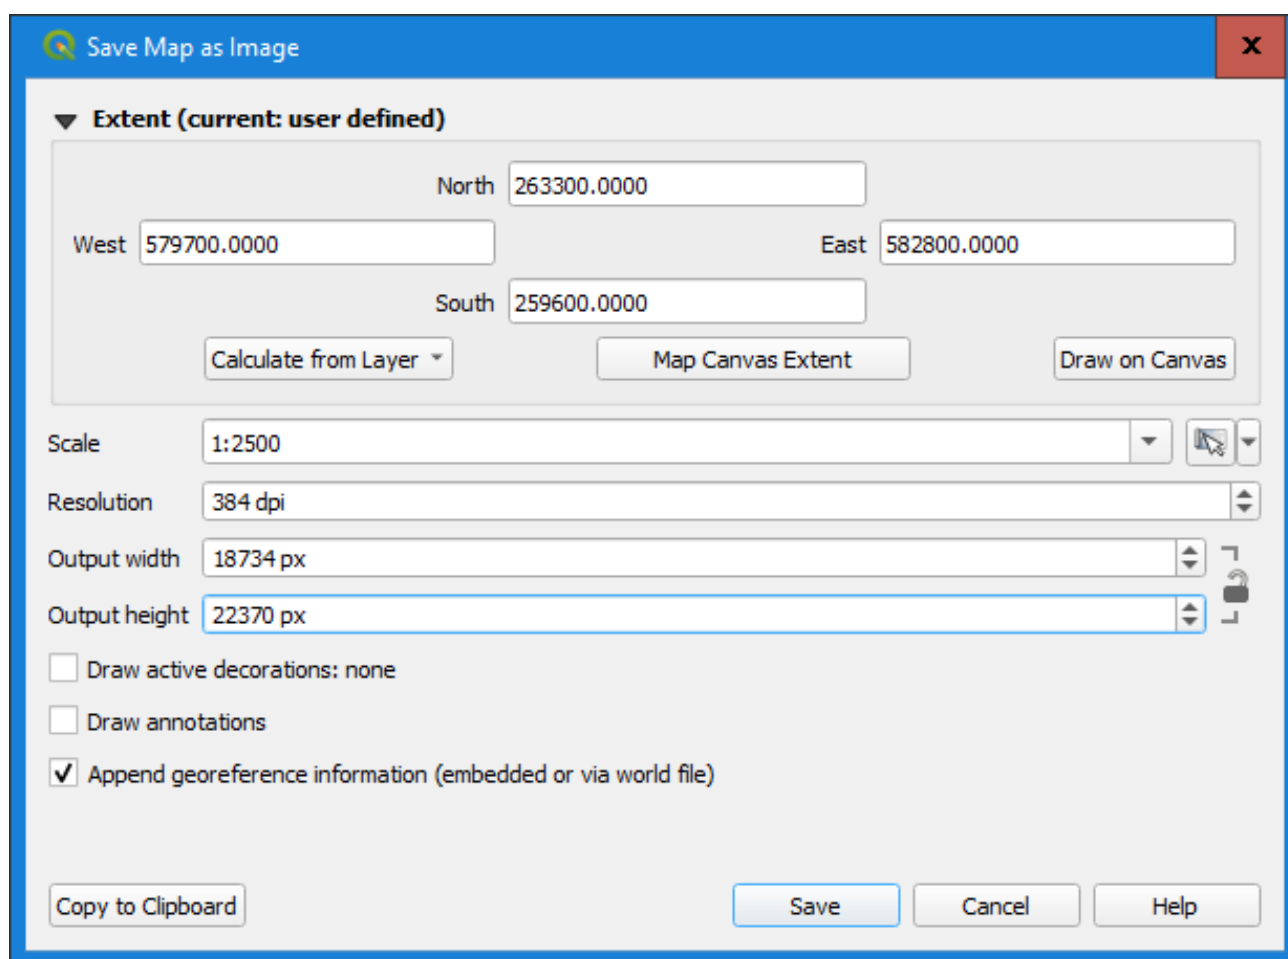 Save Map as Image
x
Extent (current: user defined)
North 263300.0000
West 579700.0000 East 582800.0000
South 259600.0000
Calculate from Layer Map Canvas Extent Draw on Canvas
Scale 1:2500
Resolution 384 dpi
Output width 18734 px
Output height 22370 px
Draw active decorations: none
Draw annotations
Append georeference information (embedded or via world file)
Copy to Clipboard Save Cancel Help